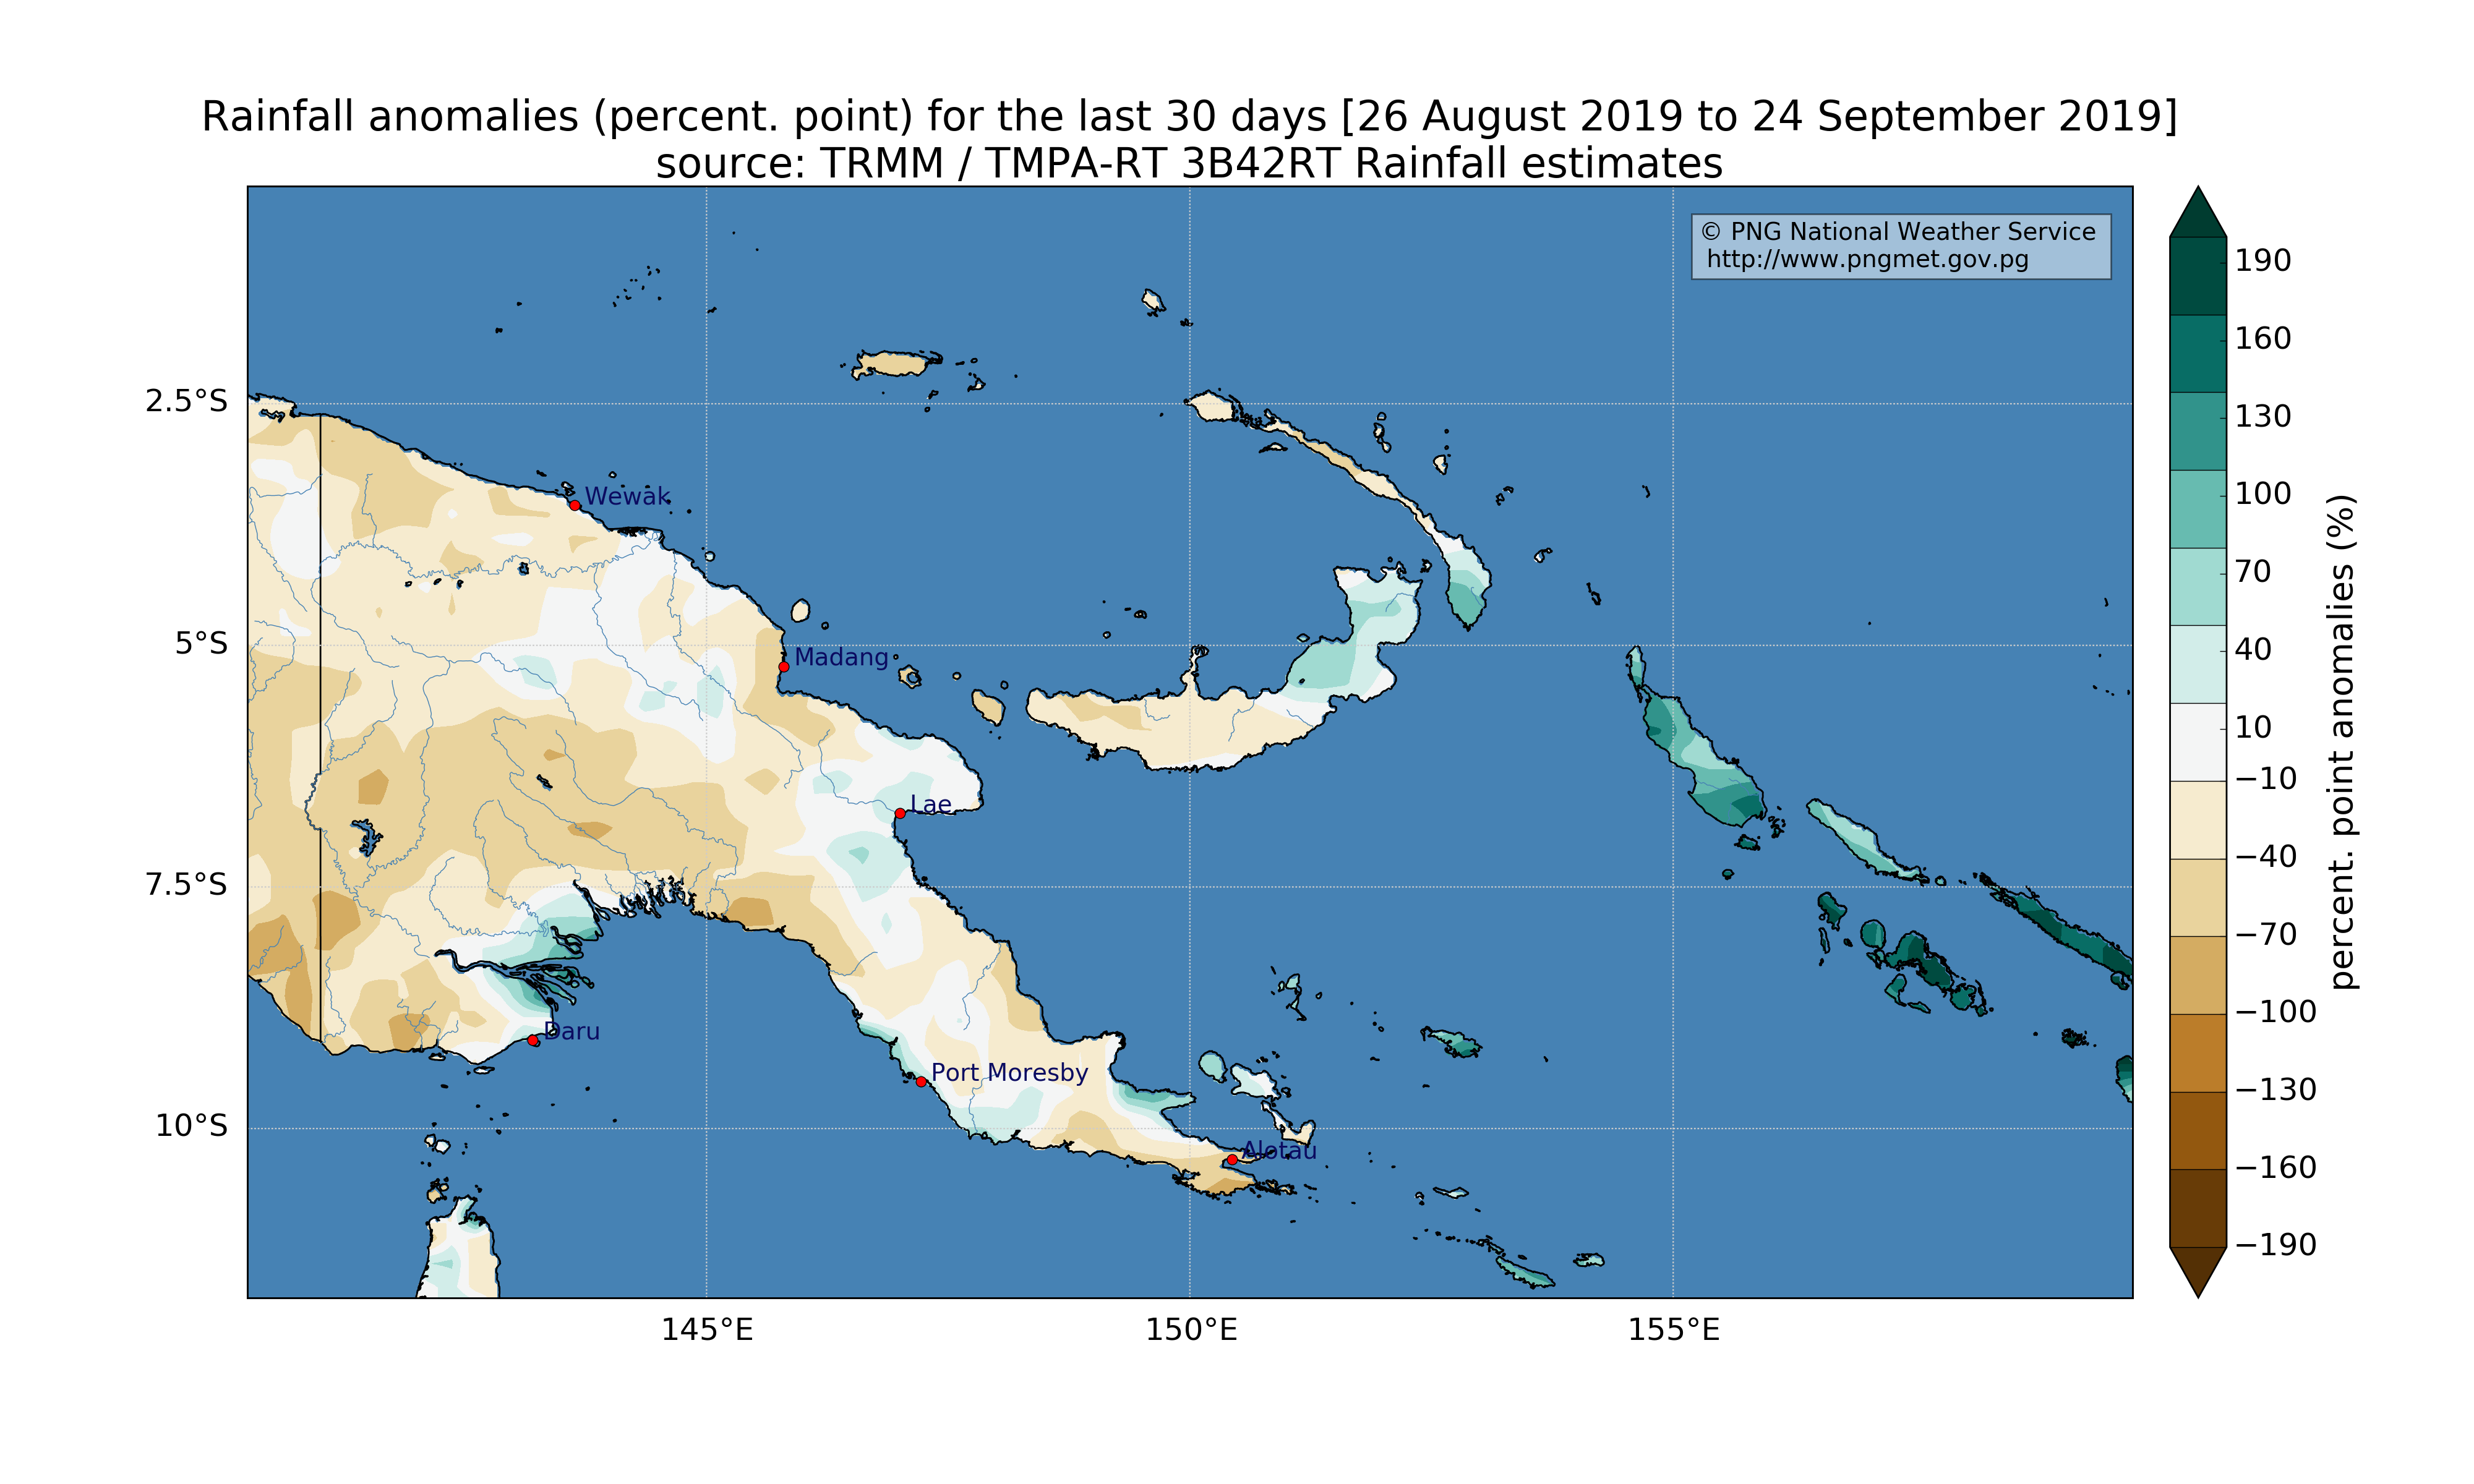 Rainfall anomalies (percent. point) for the last 30 days [26 August 2019 to 24 September 2019]
source: TRMM / TMPA-RT 3B42RT Rainfall estimates
© PNG National Weather Service
http://www.pngmet.gov.pg
2.5°S
5°S
7.5°S
10°S
Wewak
Madang
Lae
Daru
Port Moresby
Alotau
145°E
150°E
155°E
190
160
130
100
70
40
10
−10
−40
−70
−100
−130
−160
−190
percent. point anomalies (%)